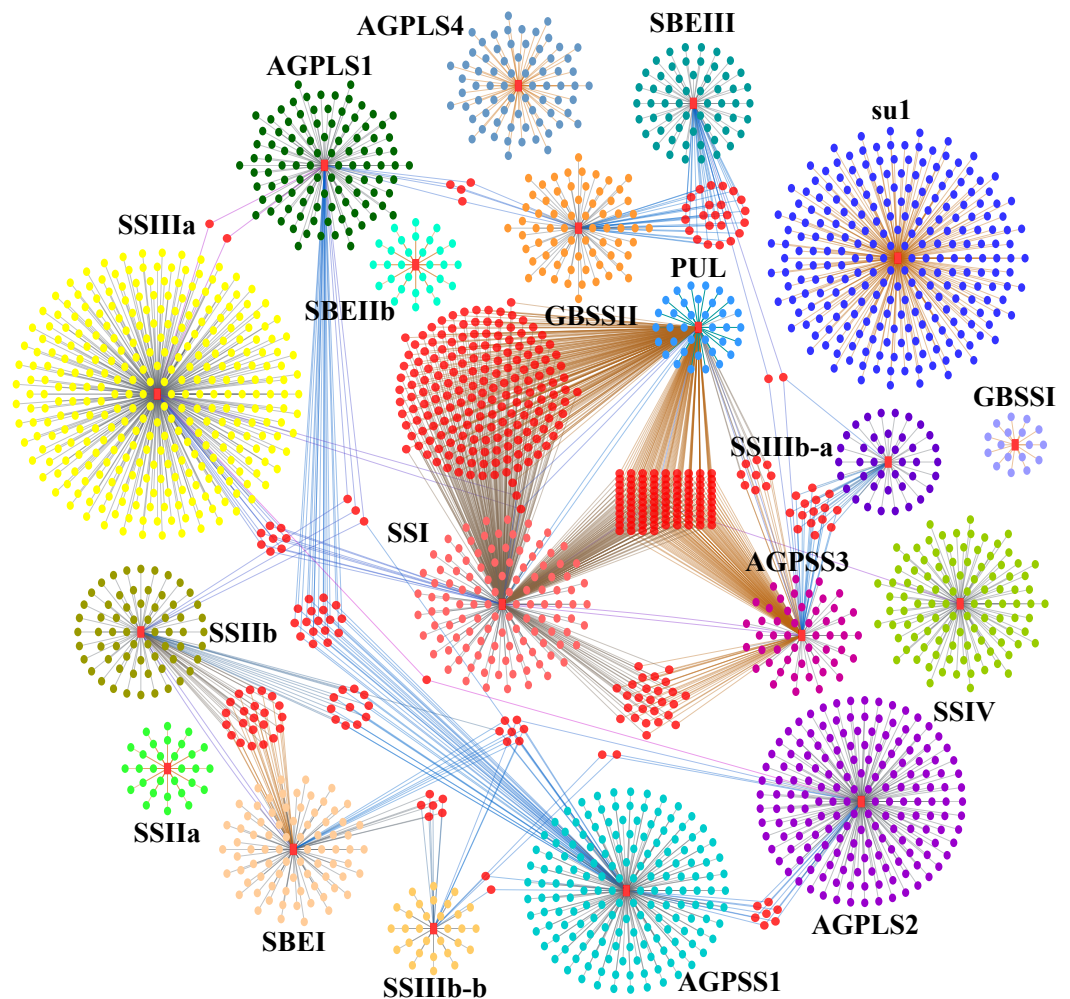 AGPLS4
SBEIII
AGPLS1
su1
SSIIIa
PUL
SBEIIb
GBSSII
GBSSI
SSIIIb-a
SSI
AGPSS3
SSIIb
SSIV
SSIIa
AGPLS2
SBEI
AGPSS1
SSIIIb-b